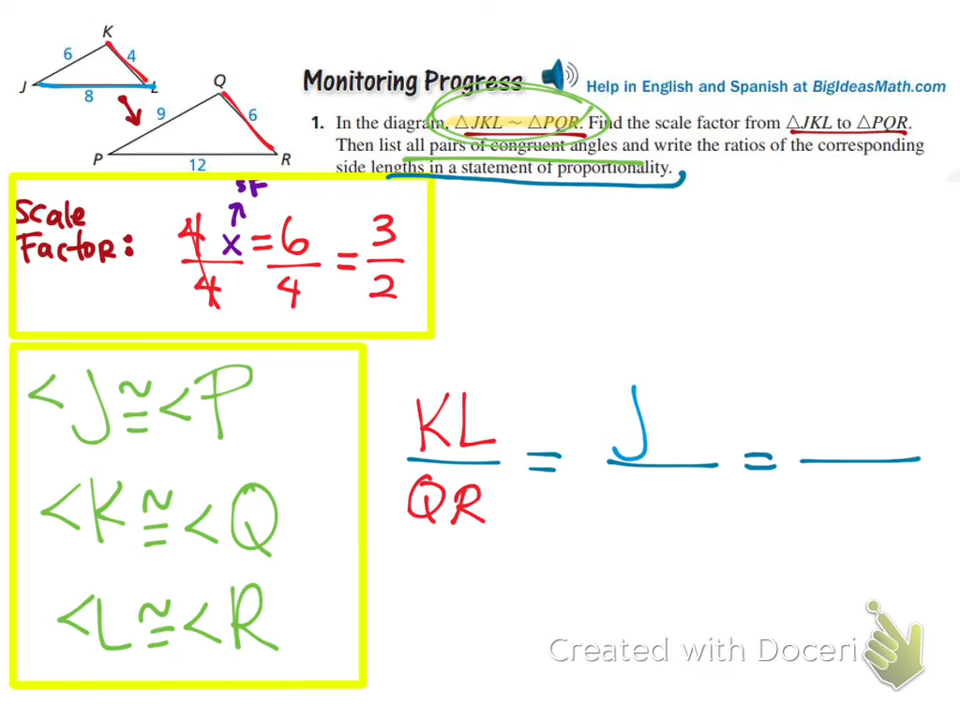 K
6
4
J
L
8
Q
9
6
P
R
12
Monitoring Progress
Help in English and Spanish at BigIdeasMath.com
1. In the diagram, △JKL ~ △PQR. Find the scale factor from △JKL to △PQR.
Then list all pairs of congruent angles and write the ratios of the corresponding
side lengths in a statement of proportionality.
SF
Scale
Factor:
4/4 x = 6/4 = 3/2
<J≅<P
<K≅<Q
<L≅<R
KL/QR = J/ =
Created with Doceri